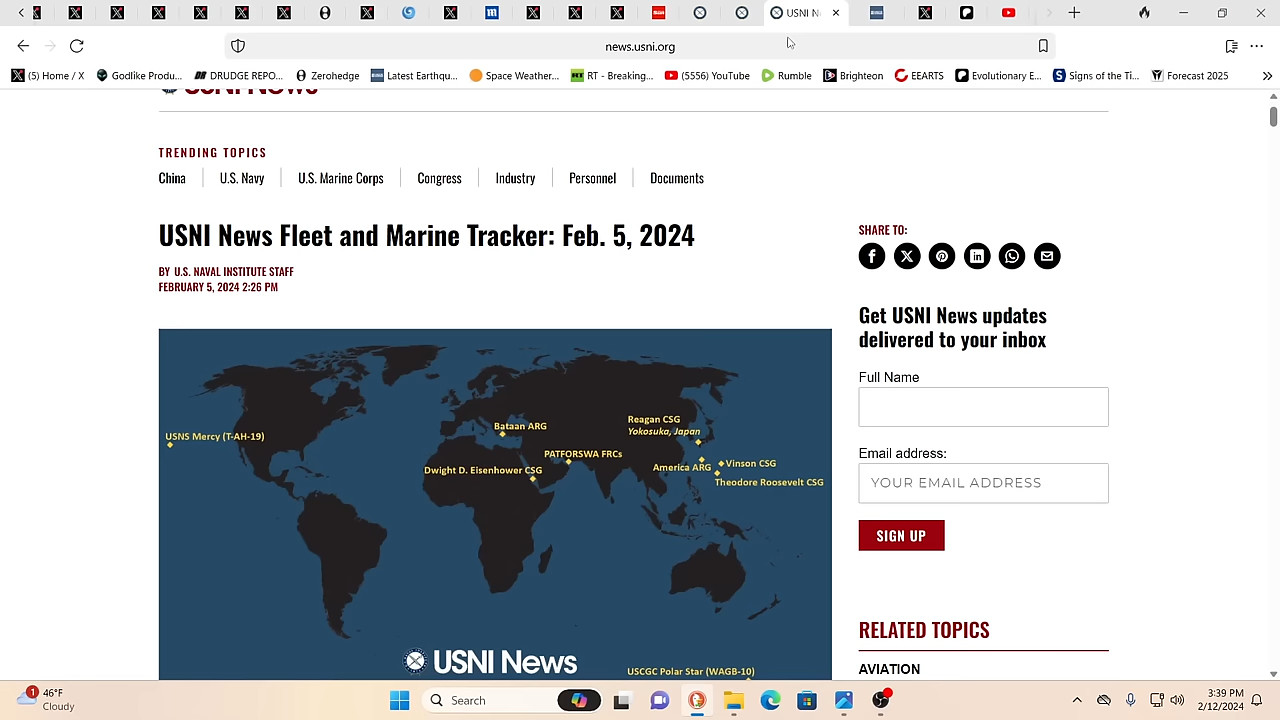 USNI N
news.usni.org
(5) Home / X
Godlike Produ...
DRUDGE REPO...
Zerohedge
Latest Earthqu...
Space Weather...
RT - Breaking...
(5556) YouTube
Rumble
Brighteon
EEARTS
Evolutionary E...
Signs of the Ti...
Forecast 2025
USNI News
TRENDING TOPICS
China
U.S. Navy
U.S. Marine Corps
Congress
Industry
Personnel
Documents
USNI News Fleet and Marine Tracker: Feb. 5, 2024
BY U.S. NAVAL INSTITUTE STAFF
FEBRUARY 5, 2024 2:26 PM
USNS Mercy (T-AH-19)
Bataan ARG
Reagan CSG
Yokosuka, Japan
PATFORSWA FRCs
Dwight D. Eisenhower CSG
America ARG
Vinson CSG
Theodore Roosevelt CSG
USNI News
USCGC Polar Star (WAGB-10)
SHARE TO:
Get USNI News updates
delivered to your inbox
Full Name
Email address:
YOUR EMAIL ADDRESS
SIGN UP
RELATED TOPICS
AVIATION
1
46°F
Cloudy
Search
3:39 PM
2/12/2024